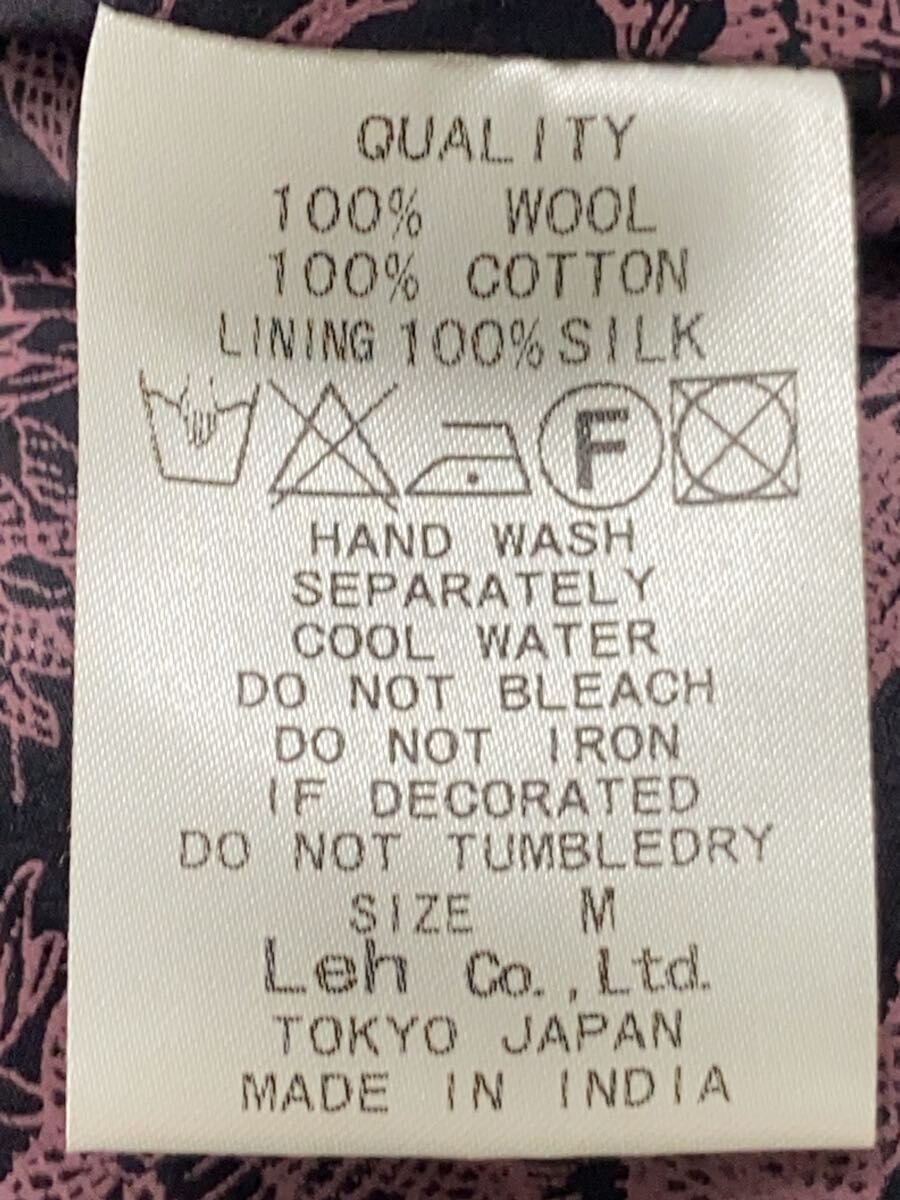 QUALITY
100% WOOL
100% COTTON
LINING 100% SILK
F
HAND WASH
SEPARATELY
COOL WATER
DO NOT BLEACH
DO NOT IRON
IF DECORATED
DO NOT TUMBLEDRY
SIZE M
Leh Co.,Ltd.
TOKYO JAPAN
MADE IN INDIA